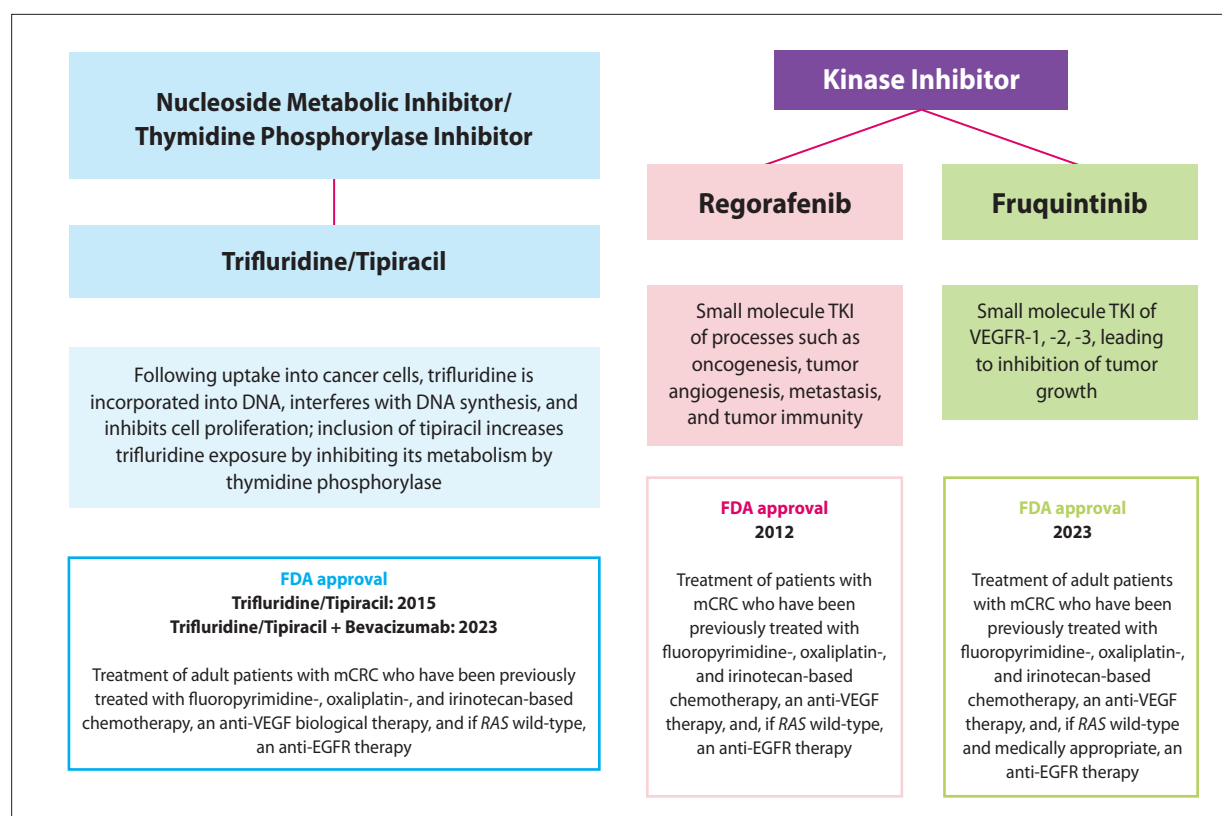 Nucleoside Metabolic Inhibitor/
Thymidine Phosphorylase Inhibitor
Trifluridine/Tipiracil
Following uptake into cancer cells, trifluridine is
incorporated into DNA, interferes with DNA synthesis, and
inhibits cell proliferation; inclusion of tipiracil increases
trifluridine exposure by inhibiting its metabolism by
thymidine phosphorylase
FDA approval
Trifluridine/Tipiracil: 2015
Trifluridine/Tipiracil + Bevacizumab: 2023
Treatment of adult patients with mCRC who have been previously
treated with fluoropyrimidine-, oxaliplatin-, and irinotecan-based
chemotherapy, an anti-VEGF biological therapy, and if RAS wild-type,
an anti-EGFR therapy
Kinase Inhibitor
Regorafenib
Small molecule TKI
of processes such as
oncogenesis, tumor
angiogenesis, metastasis,
and tumor immunity
FDA approval
2012
Treatment of patients with
mCRC who have been
previously treated with
fluoropyrimidine-, oxaliplatin-,
and irinotecan-based
chemotherapy, an anti-VEGF
therapy, and, if RAS wild-type,
an anti-EGFR therapy
Fruquintinib
Small molecule TKI of
VEGFR-1, -2, -3, leading
to inhibition of tumor
growth
FDA approval
2023
Treatment of adult patients
with mCRC who have been
previously treated with
fluoropyrimidine-, oxaliplatin-,
and irinotecan-based
chemotherapy, an anti-VEGF
therapy, and, if RAS wild-type
and medically appropriate, an
anti-EGFR therapy